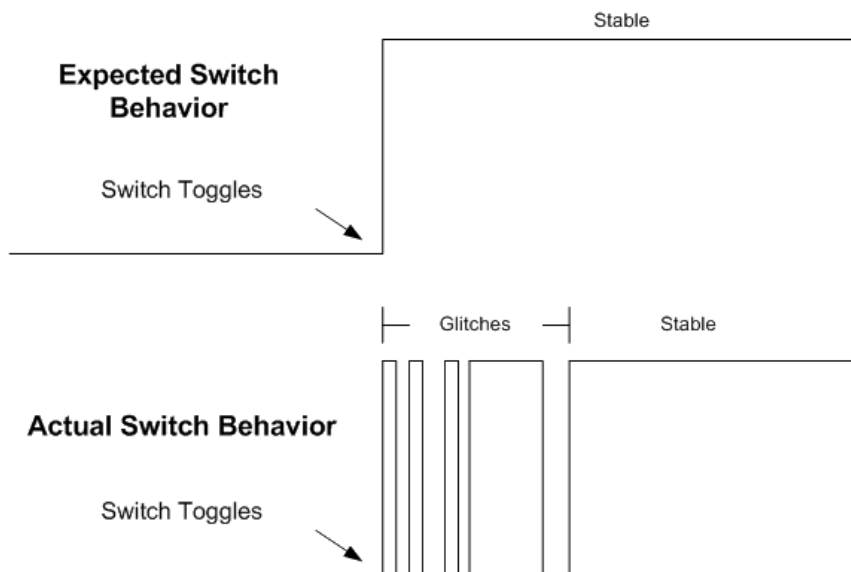 Stable
Expected Switch
Behavior
Switch Toggles
Glitches
Stable
Actual Switch Behavior
Switch Toggles